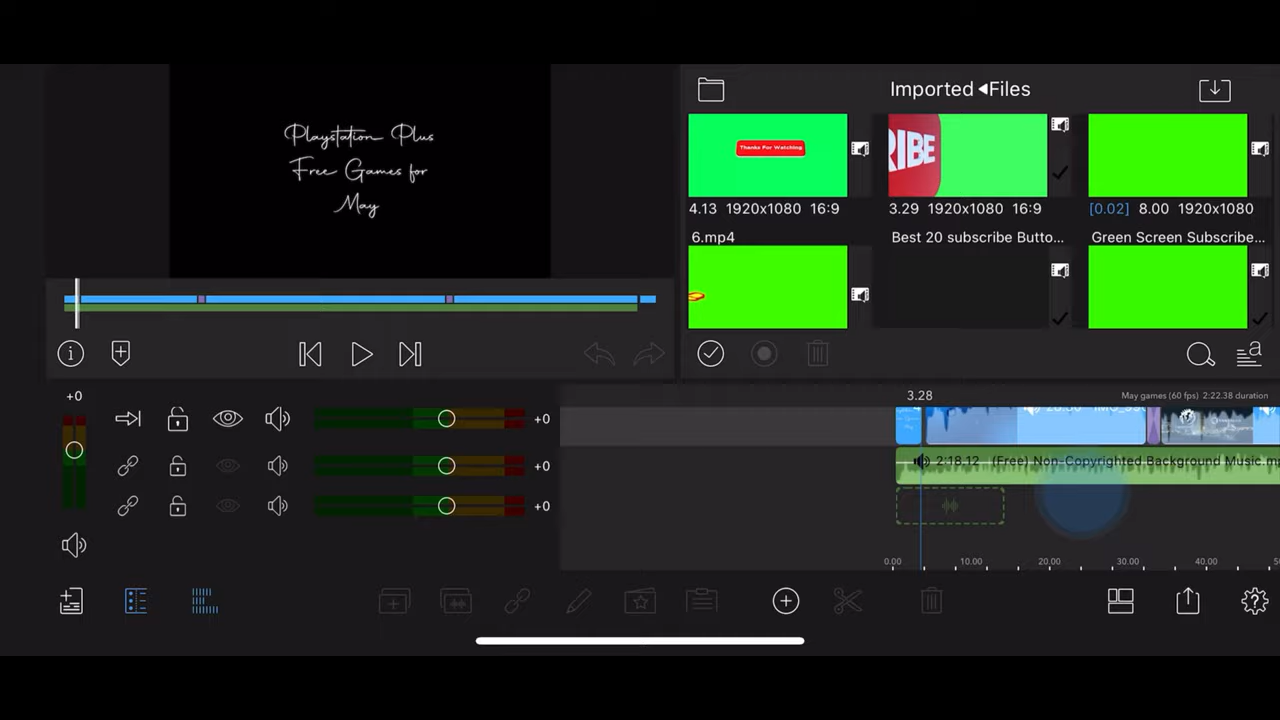 Playstation Plus
Free Games for
May
Imported ◀Files
Thanks For Watching
RIBE
4.13 1920x1080 16:9
3.29 1920x1080 16:9
[0.02] 8.00 1920x1080
6.mp4
Best 20 subscribe Butto...
Green Screen Subscribe...
+0
3.28
May games (60 fps) 2:22.38 duration
+0
2:18.12 (Free) Non-Copyrighted Background Music.mp
+0
+0
0.00 10.00 20.00 30.00 40.00